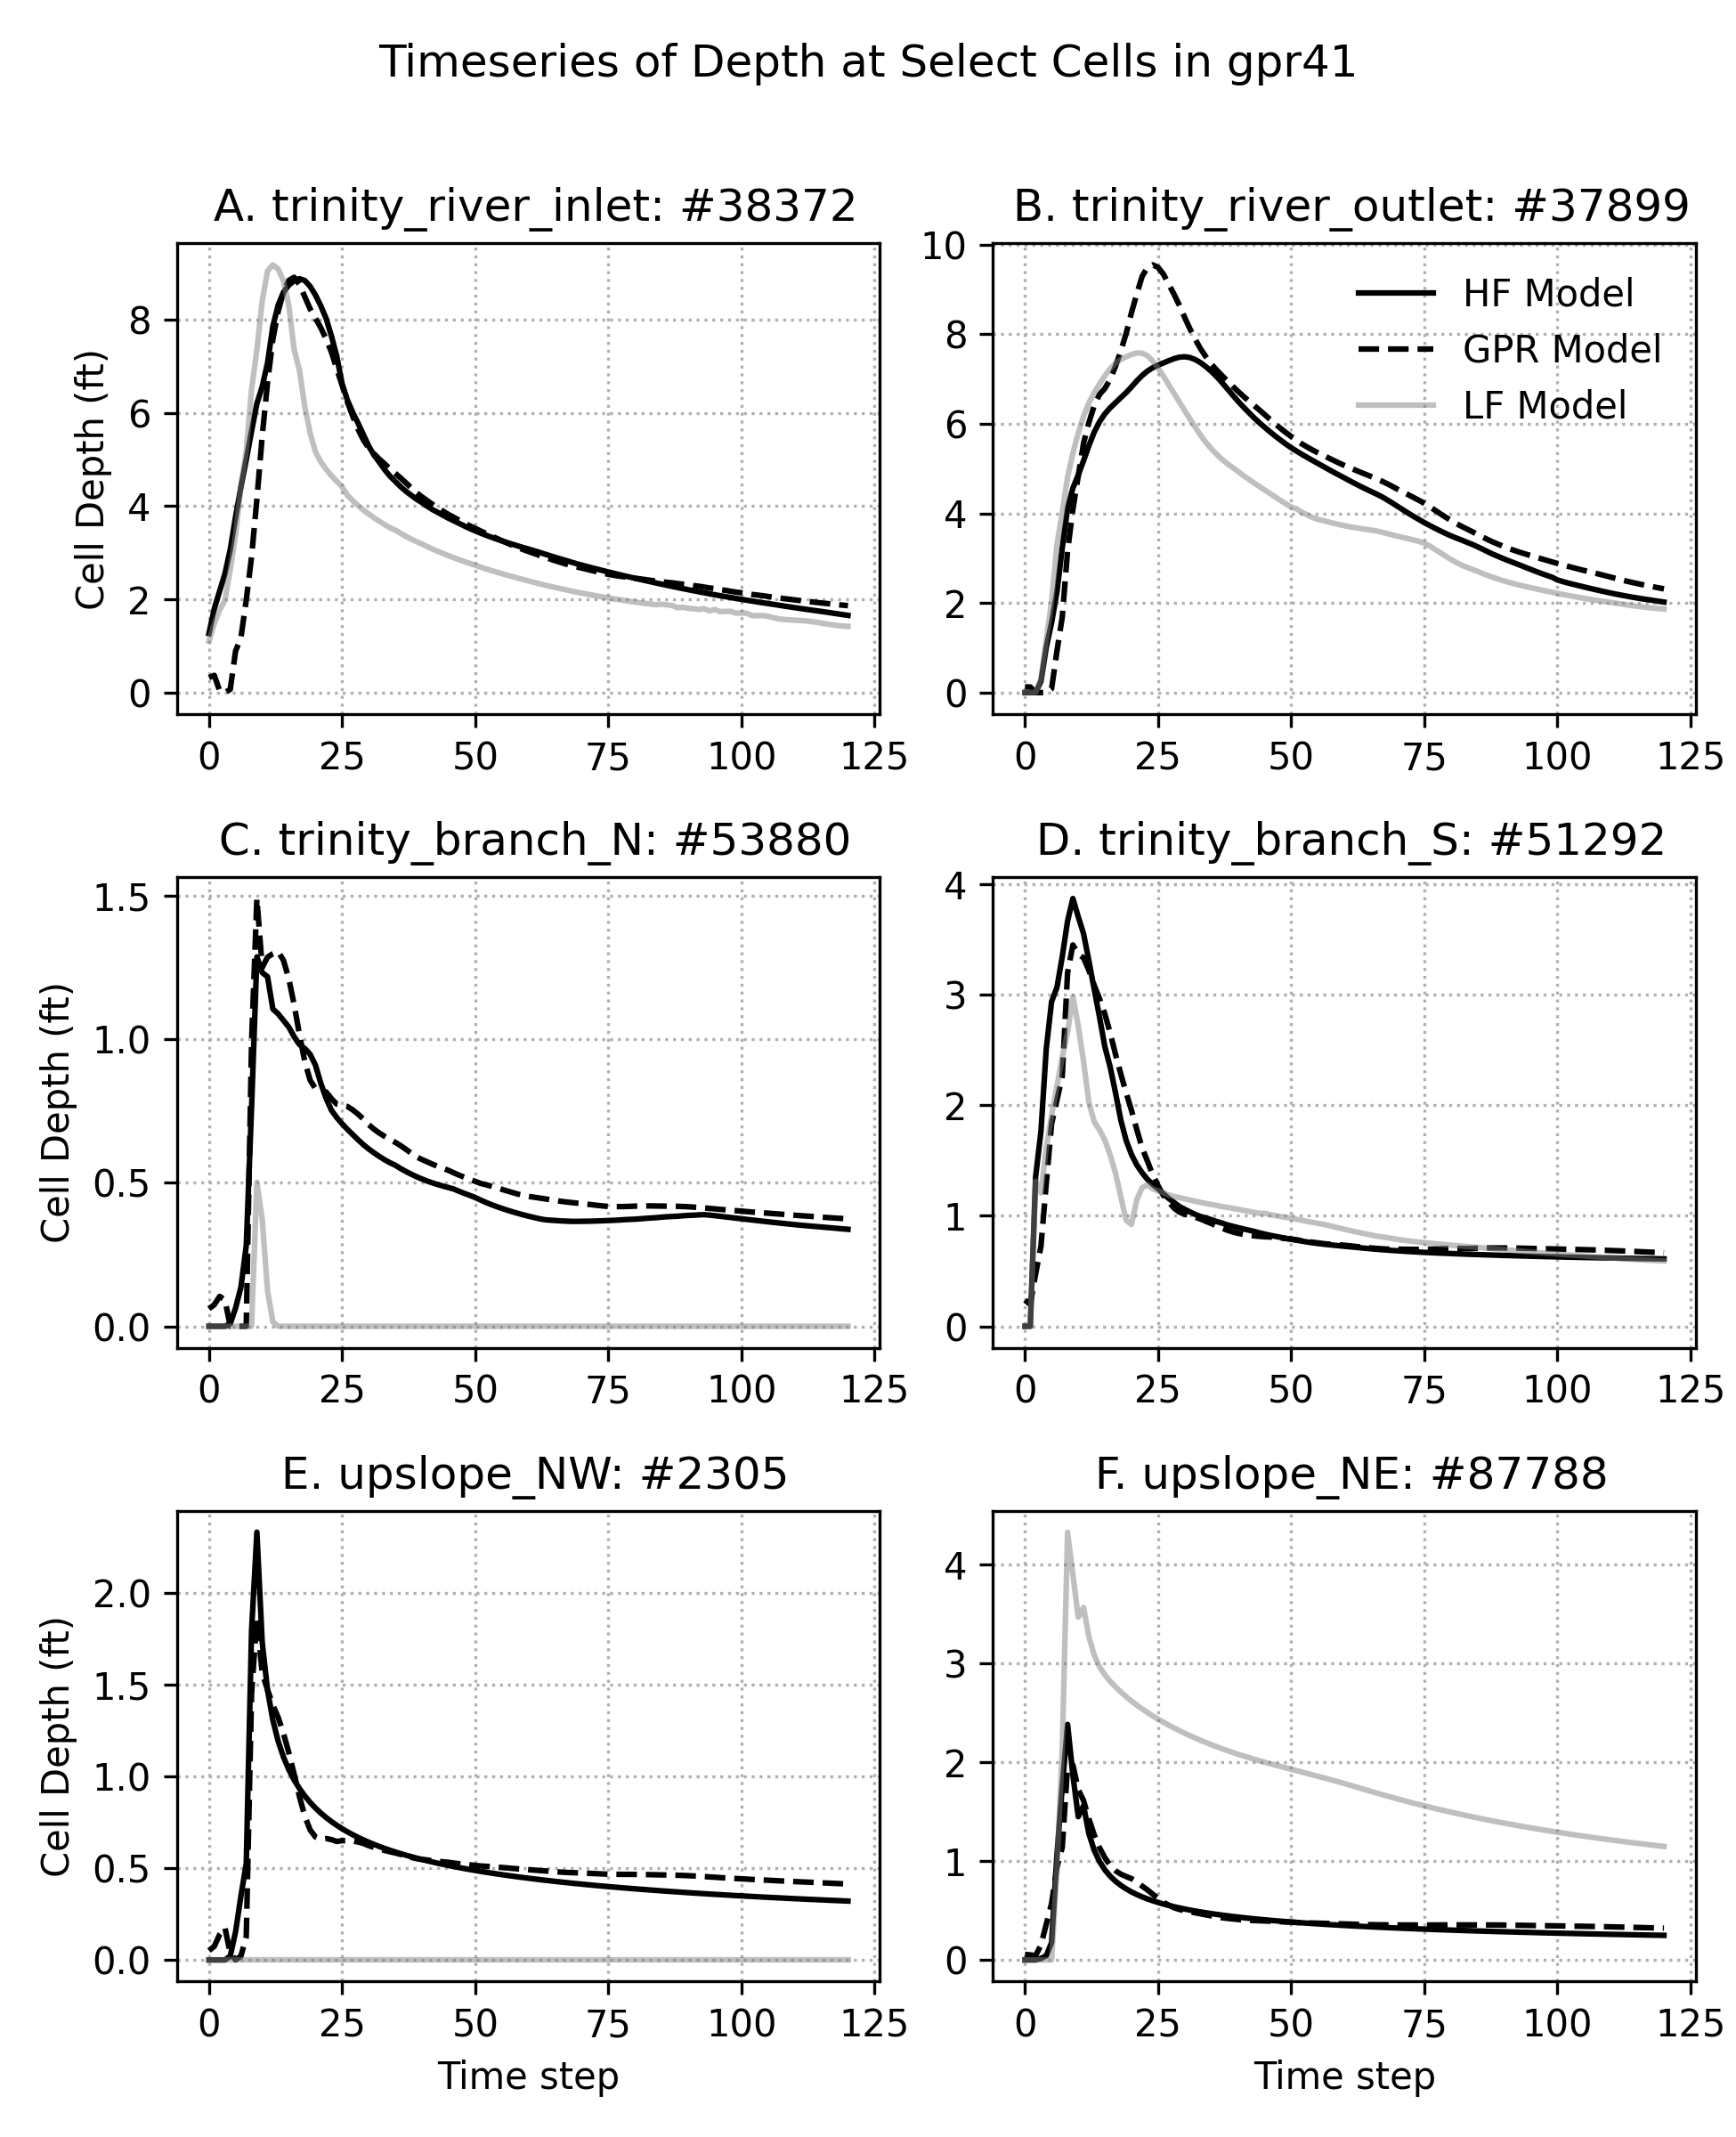 Timeseries of Depth at Select Cells in gpr41
A. trinity_river_inlet: #38372
Cell Depth (ft)
8
6
4
2
0
0 25 50 75 100 125
B. trinity_river_outlet: #37899
10
8
6
4
2
0
HF Model
GPR Model
LF Model
0 25 50 75 100 125
C. trinity_branch_N: #53880
Cell Depth (ft)
1.5
1.0
0.5
0.0
0 25 50 75 100 125
D. trinity_branch_S: #51292
4
3
2
1
0
0 25 50 75 100 125
E. upslope_NW: #2305
Cell Depth (ft)
2.0
1.5
1.0
0.5
0.0
0 25 50 75 100 125
Time step
F. upslope_NE: #87788
4
3
2
1
0
0 25 50 75 100 125
Time step